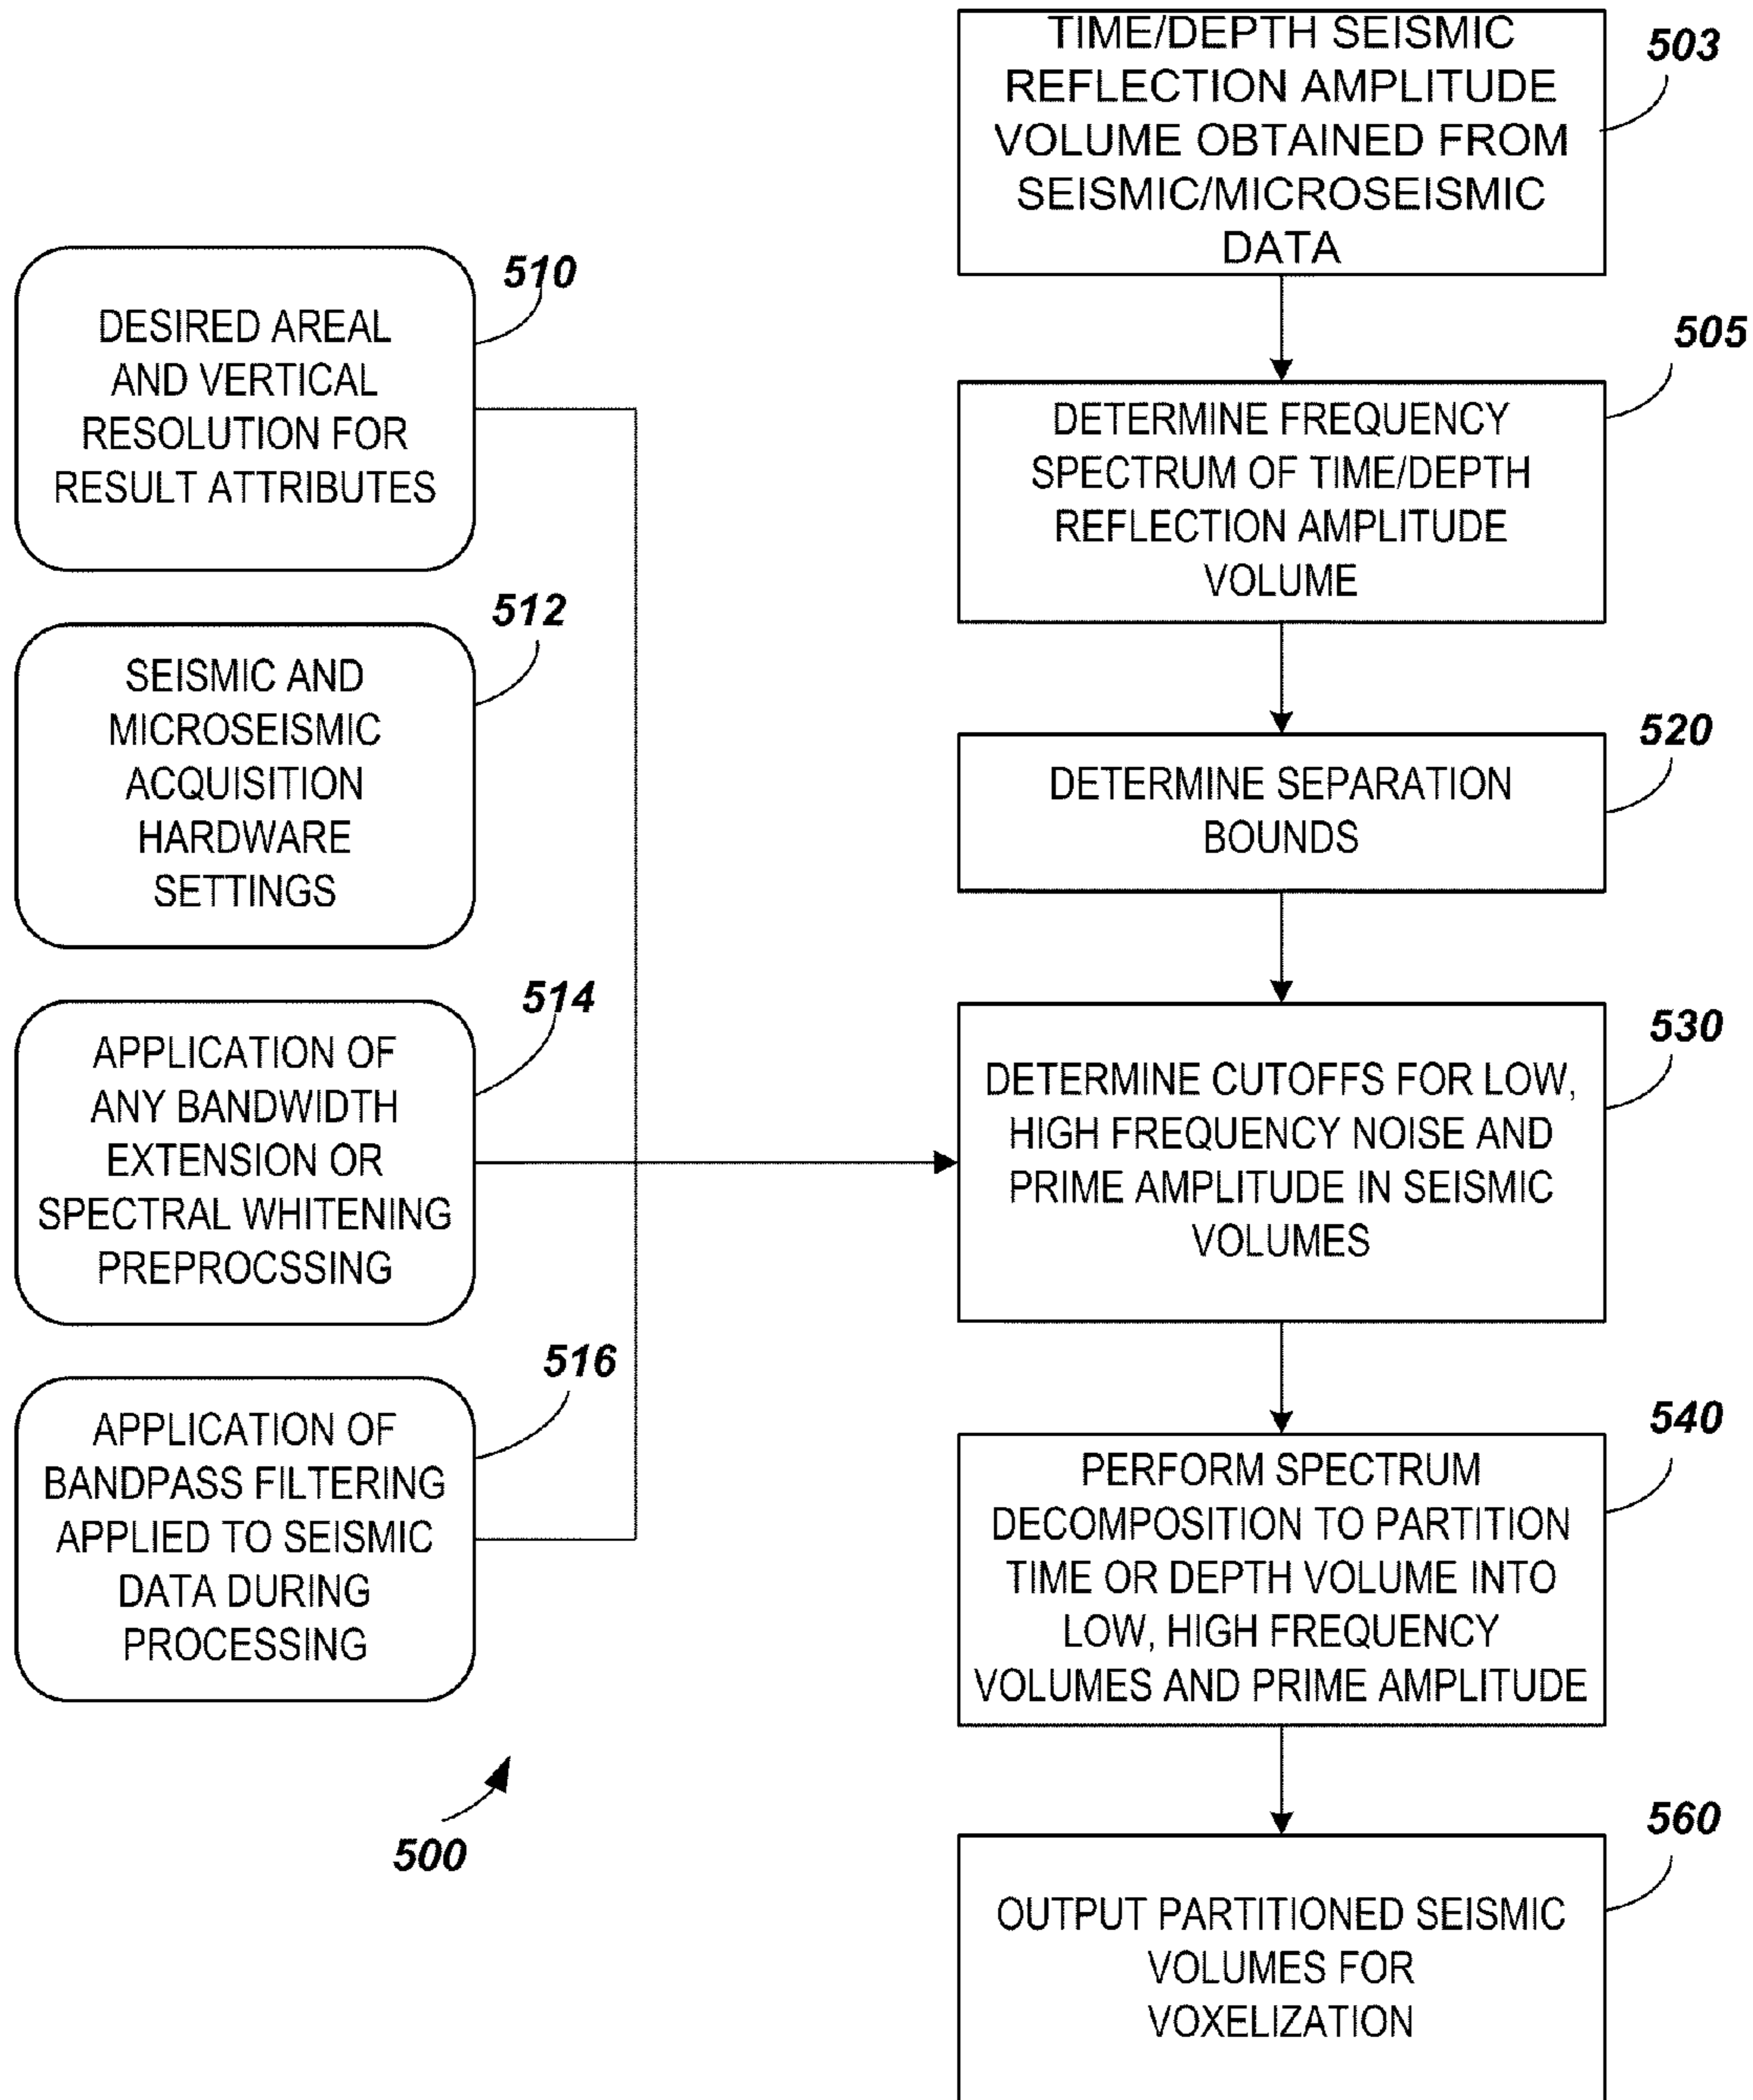 TIME/DEPTH SEISMIC
REFLECTION AMPLITUDE
VOLUME OBTAINED FROM
SEISMIC/MICROSEISMIC
DATA
503
DETERMINE FREQUENCY
SPECTRUM OF TIME/DEPTH
REFLECTION AMPLITUDE
VOLUME
505
DESIRED AREAL
AND VERTICAL
RESOLUTION FOR
RESULT ATTRIBUTES
510
SEISMIC AND
MICROSEISMIC
ACQUISITION
HARDWARE
SETTINGS
512
APPLICATION OF
ANY BANDWIDTH
EXTENSION OR
SPECTRAL WHITENING
PREPROCSSING
514
APPLICATION OF
BANDPASS FILTERING
APPLIED TO SEISMIC
DATA DURING
PROCESSING
516
DETERMINE SEPARATION
BOUNDS
520
DETERMINE CUTOFFS FOR LOW,
HIGH FREQUENCY NOISE AND
PRIME AMPLITUDE IN SEISMIC
VOLUMES
530
PERFORM SPECTRUM
DECOMPOSITION TO PARTITION
TIME OR DEPTH VOLUME INTO
LOW, HIGH FREQUENCY
VOLUMES AND PRIME AMPLITUDE
540
OUTPUT PARTITIONED SEISMIC
VOLUMES FOR
VOXELIZATION
560
500